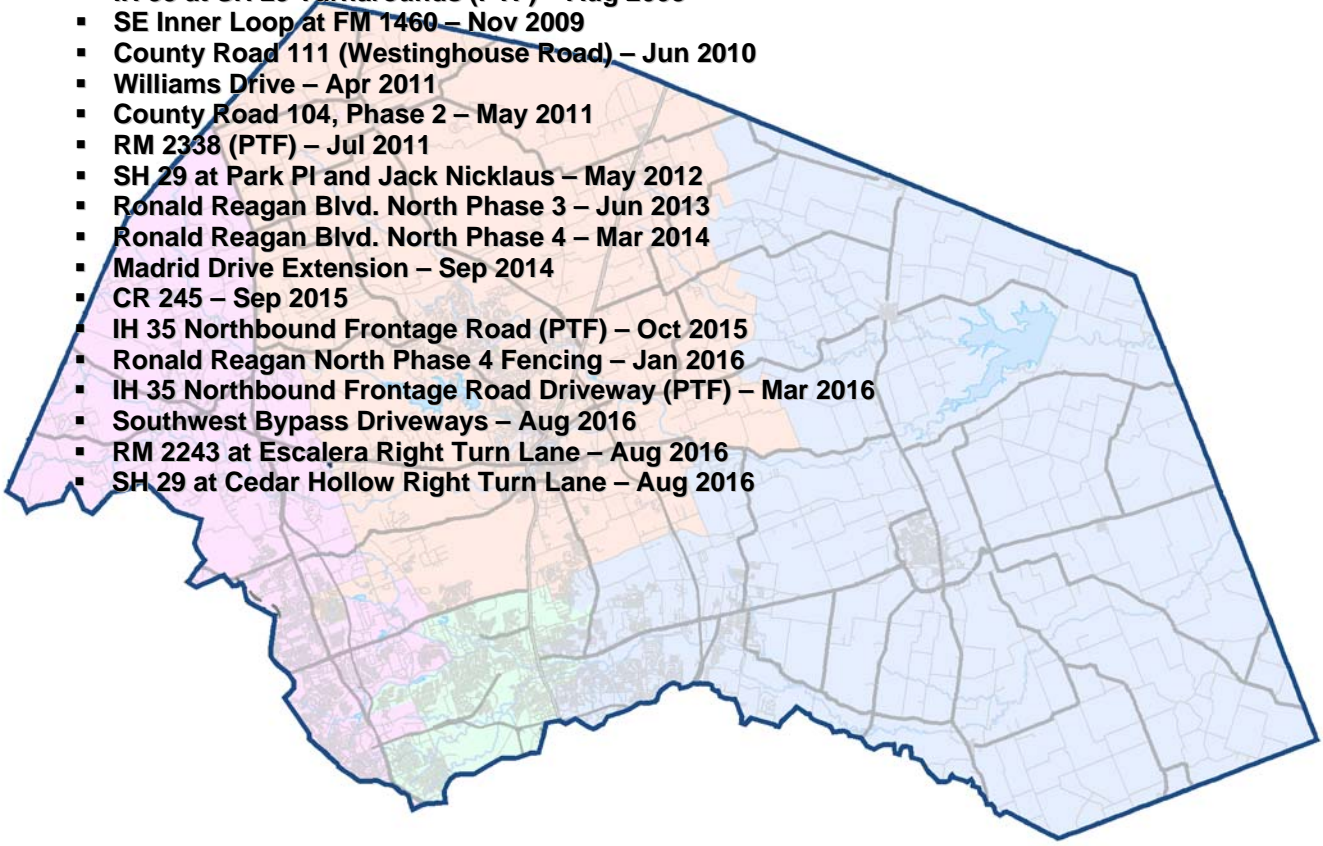 ▪ SE Inner Loop at FM 1460 – Nov 2009
▪ County Road 111 (Westinghouse Road) – Jun 2010
▪ Williams Drive – Apr 2011
▪ County Road 104, Phase 2 – May 2011
▪ RM 2338 (PTF) – Jul 2011
▪ SH 29 at Park Pl and Jack Nicklaus – May 2012
▪ Ronald Reagan Blvd. North Phase 3 – Jun 2013
▪ Ronald Reagan Blvd. North Phase 4 – Mar 2014
▪ Madrid Drive Extension – Sep 2014
▪ CR 245 – Sep 2015
▪ IH 35 Northbound Frontage Road (PTF) – Oct 2015
▪ Ronald Reagan North Phase 4 Fencing – Jan 2016
▪ IH 35 Northbound Frontage Road Driveway (PTF) – Mar 2016
▪ Southwest Bypass Driveways – Aug 2016
▪ RM 2243 at Escalera Right Turn Lane – Aug 2016
▪ SH 29 at Cedar Hollow Right Turn Lane – Aug 2016